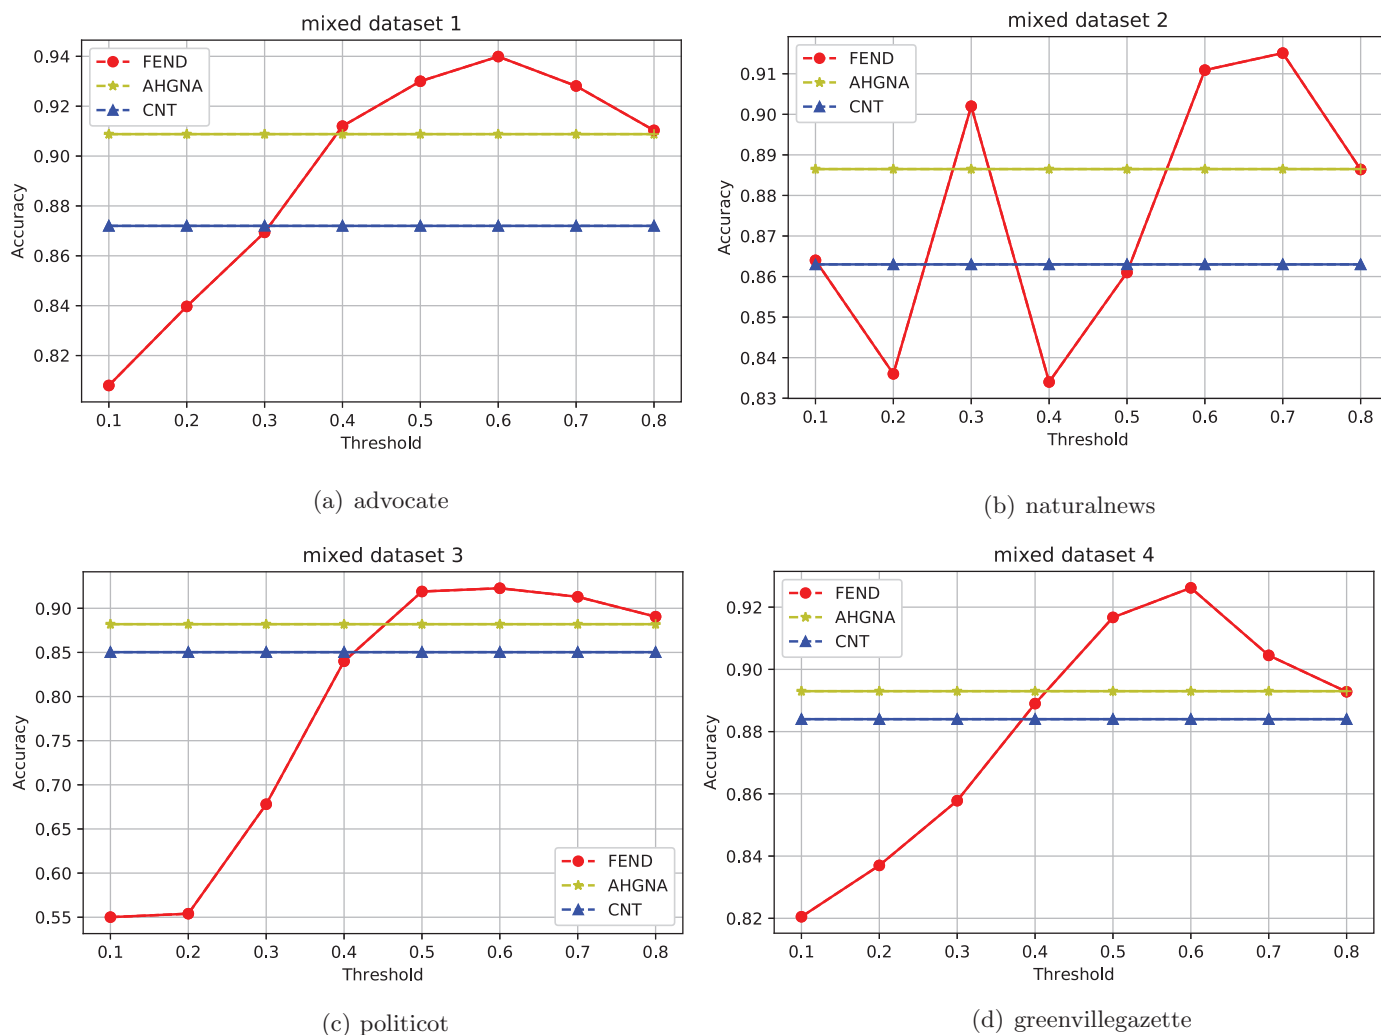 mixed dataset 1
0.94
0.92
0.90
0.88
0.86
0.84
0.82
Accuracy
FEND
AHGNA
CNT
0.1 0.2 0.3 0.4 0.5 0.6 0.7 0.8
Threshold
(a) advocate
mixed dataset 2
0.91
0.90
0.89
0.88
0.87
0.86
0.85
0.84
0.83
Accuracy
FEND
AHGNA
CNT
0.1 0.2 0.3 0.4 0.5 0.6 0.7 0.8
Threshold
(b) naturalnews
mixed dataset 3
0.90
0.85
0.80
0.75
0.70
0.65
0.60
0.55
Accuracy
FEND
AHGNA
CNT
0.1 0.2 0.3 0.4 0.5 0.6 0.7 0.8
Threshold
(c) politicot
mixed dataset 4
0.92
0.90
0.88
0.86
0.84
0.82
Accuracy
FEND
AHGNA
CNT
0.1 0.2 0.3 0.4 0.5 0.6 0.7 0.8
Threshold
(d) greenvillegazette